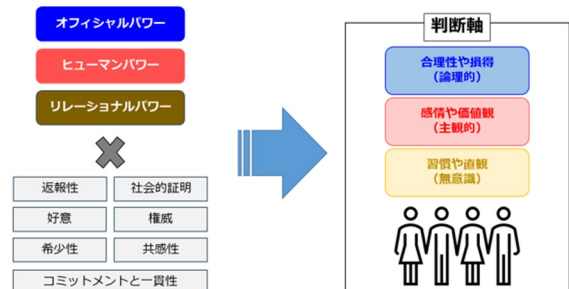 オフィシャルパワー
ヒューマンパワー
リレーショナルパワー
返報性
社会的証明
好意
権威
希少性
共感性
コミットメントと一貫性
判断軸
合理性や損得
（論理的）
感情や価値観
（主観的）
習慣や直観
（無意識）